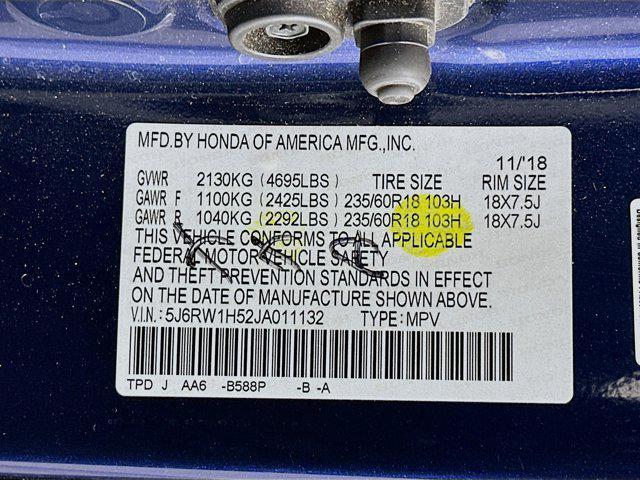 MFD.BY HONDA OF AMERICA MFG.,INC.
11/'18
GVWR 2130KG (4695LBS) TIRE SIZE RIM SIZE
GAWR F 1100KG (2425LBS) 235/60R18 103H 18X7.5J
GAWR R 1040KG (2292LBS) 235/60R18 103H 18X7.5J
THIS VEHICLE CONFORMS TO ALL APPLICABLE
FEDERAL MOTOR VEHICLE SAFETY
AND THEFT PREVENTION STANDARDS IN EFFECT
ON THE DATE OF MANUFACTURE SHOWN ABOVE.
V.I.N.: 5J6RW1H52JA011132 TYPE: MPV
TPD J AA6 -B588P -B -A